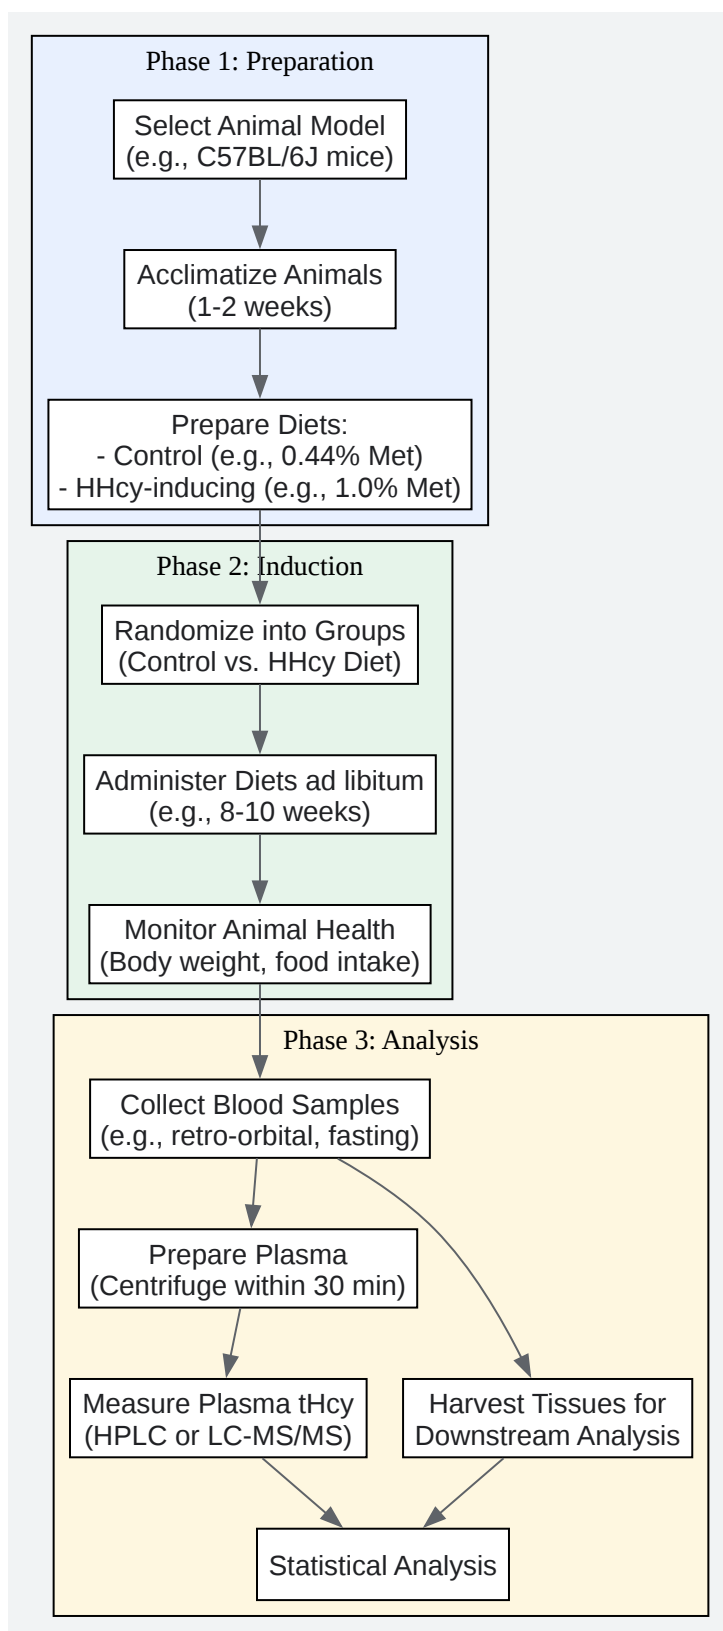 Phase 1: Preparation
Select Animal Model
(e.g., C57BL/6J mice)
Acclimatize Animals
(1-2 weeks)
Prepare Diets:
- Control (e.g., 0.44% Met)
- HHcy-inducing (e.g., 1.0% Met)
Phase 2: Induction
Randomize into Groups
(Control vs. HHcy Diet)
Administer Diets ad libitum
(e.g., 8-10 weeks)
Monitor Animal Health
(Body weight, food intake)
Phase 3: Analysis
Collect Blood Samples
(e.g., retro-orbital, fasting)
Prepare Plasma
(Centrifuge within 30 min)
Measure Plasma tHcy
(HPLC or LC-MS/MS)
Harvest Tissues for
Downstream Analysis
Statistical Analysis